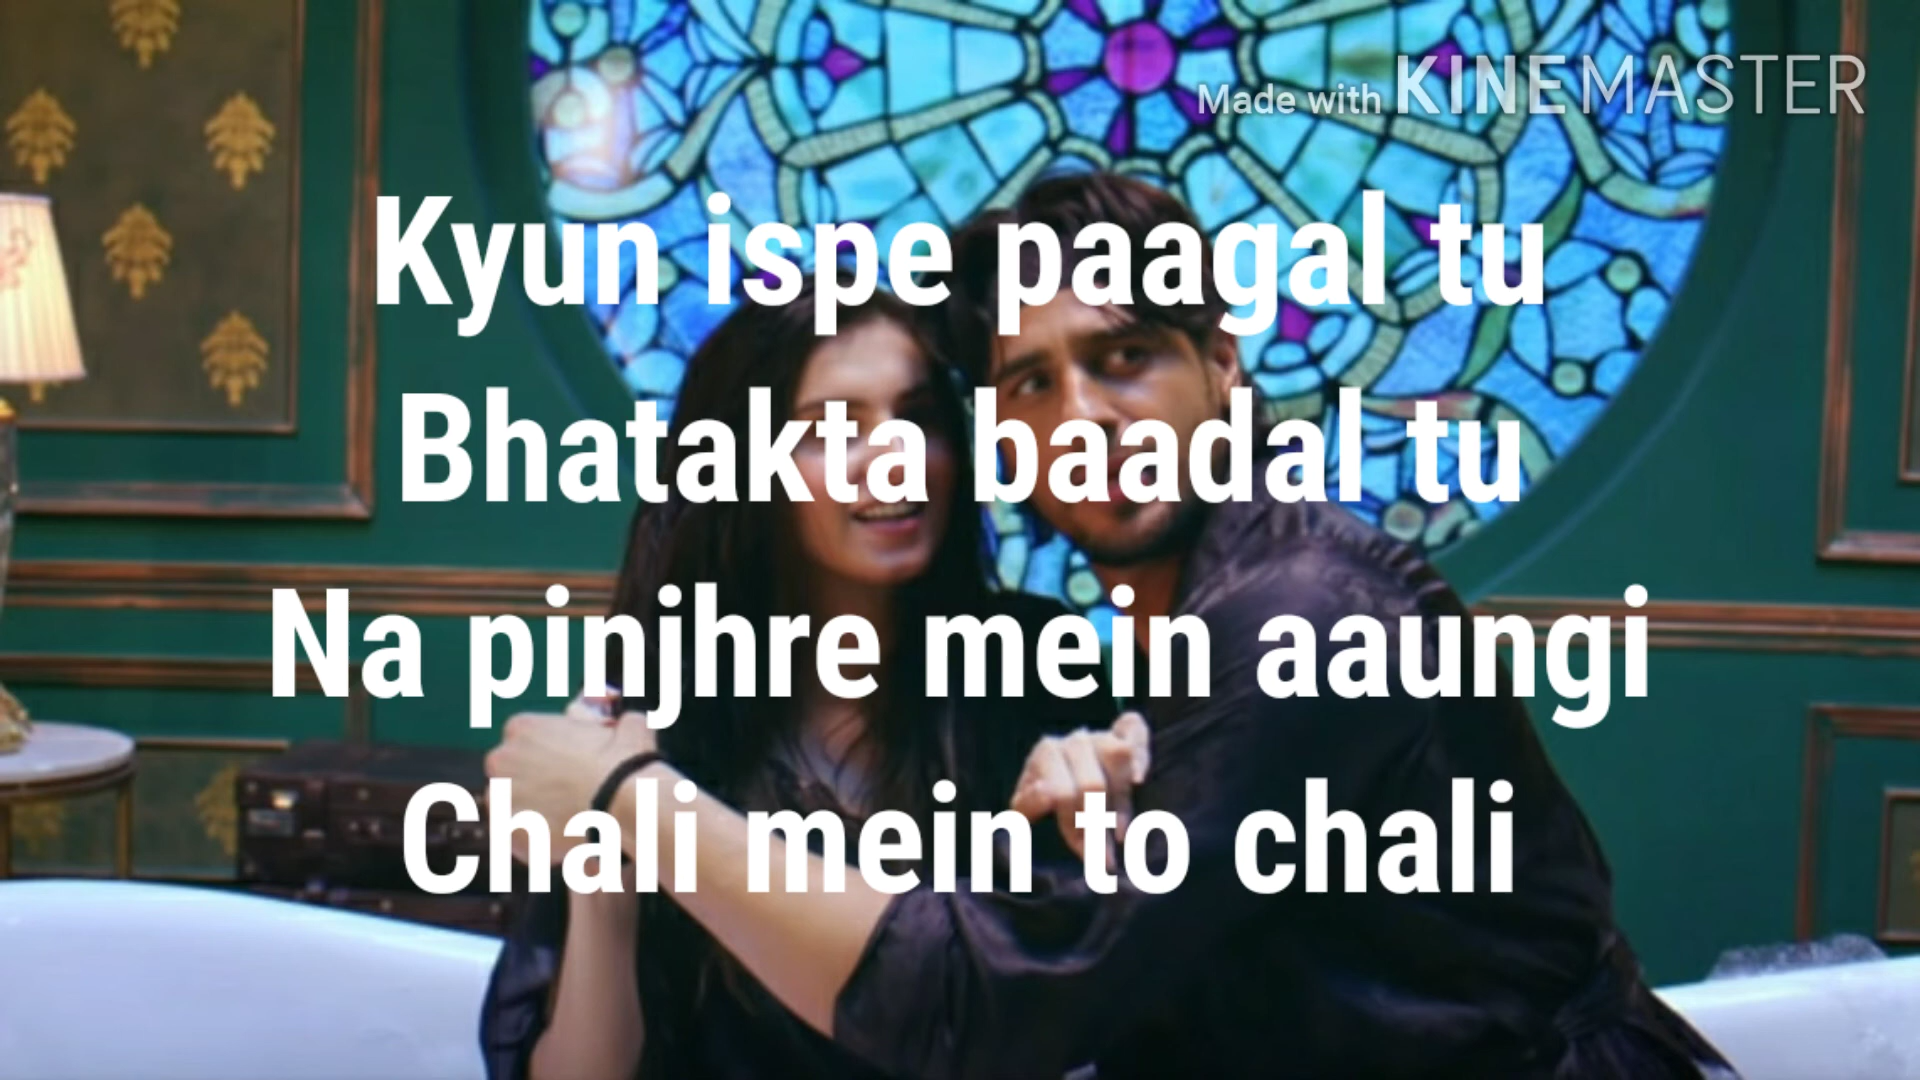 Made with KINEMASTER
Kyun ispe paagal tu
Bhatakta baadal tu
Na pinjhre mein aaungi
Chali mein to chali